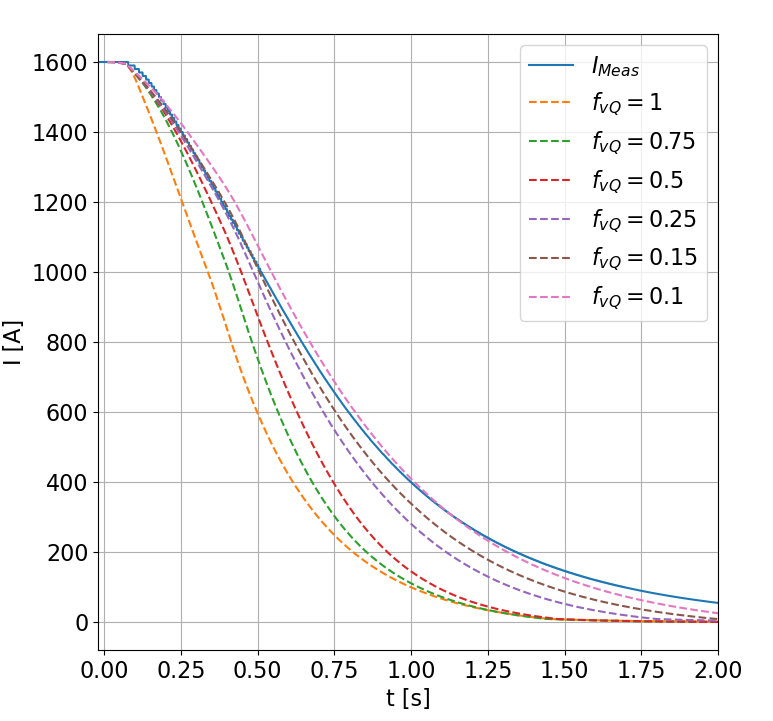 I_Meas
f_vQ = 1
f_vQ = 0.75
f_vQ = 0.5
f_vQ = 0.25
f_vQ = 0.15
f_vQ = 0.1
I [A]
1600
1400
1200
1000
800
600
400
200
0
0.00 0.25 0.50 0.75 1.00 1.25 1.50 1.75 2.00
t [s]